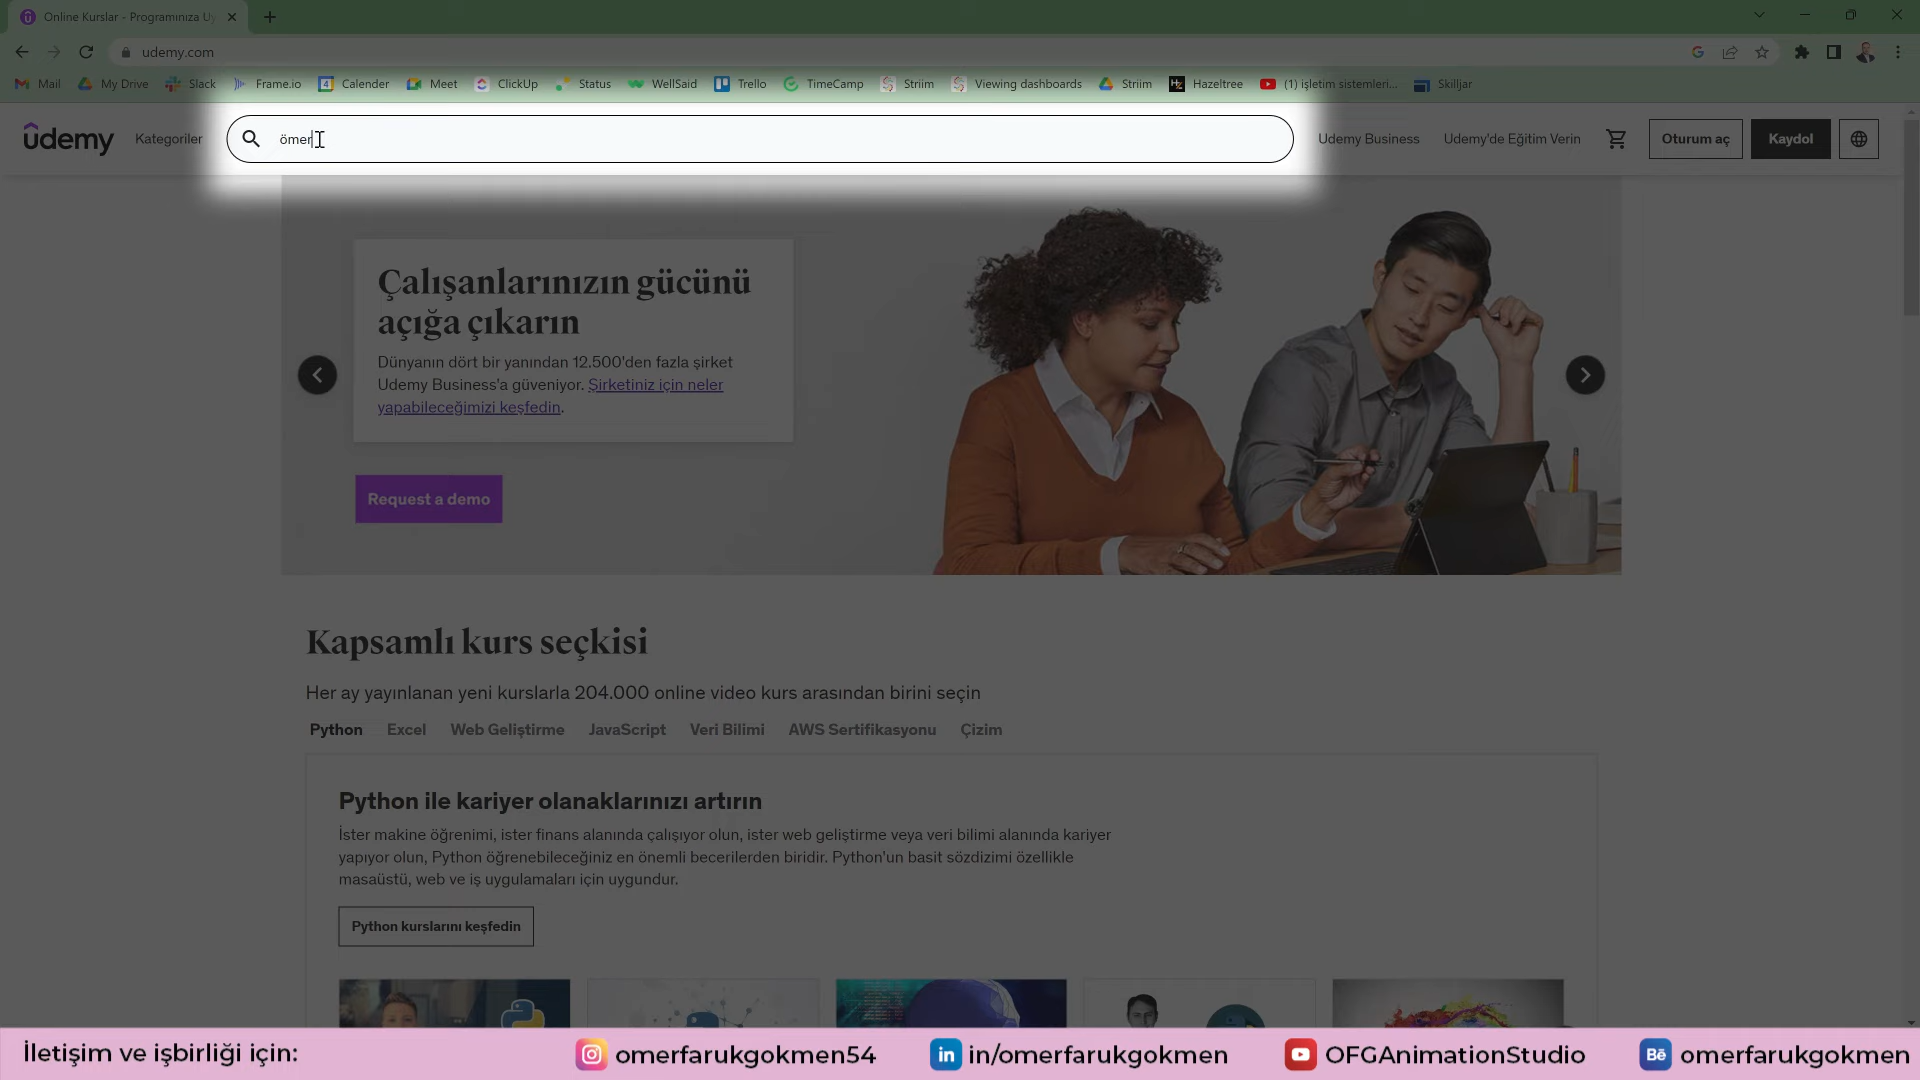 Online Kurslar - Programınıza Uy
udemy.com
Mail My Drive Slack Frame.io Calender Meet ClickUp Status WellSaid Trello TimeCamp Striim Viewing dashboards Striim Hazeltree (1) işletim sistemleri... Skilljar
udemy Kategoriler ömer Udemy Business Udemy'de Eğitim Verin Oturum aç Kaydol
Çalışanlarınızın gücünü
açığa çıkarın
Dünyanın dört bir yanından 12.500'den fazla şirket
Udemy Business'a güveniyor. Şirketiniz için neler
yapabileceğimizi keşfedin.
Request a demo
Kapsamlı kurs seçkisi
Her ay yayınlanan yeni kurslarla 204.000 online video kurs arasından birini seçin
Python Excel Web Geliştirme JavaScript Veri Bilimi AWS Sertifikasyonu Çizim
Python ile kariyer olanaklarınızı artırın
İster makine öğrenimi, ister finans alanında çalışıyor olun, ister web geliştirme veya veri bilimi alanında kariyer
yapıyor olun, Python öğrenebileceğiniz en önemli becerilerden biridir. Python'un basit sözdizimi özellikle
masaüstü, web ve iş uygulamaları için uygundur.
Python kurslarını keşfedin
İletişim ve işbirliği için: omerfarukgokmen54 in in/omerfarukgokmen OFGAnimationStudio Bē omerfarukgokmen